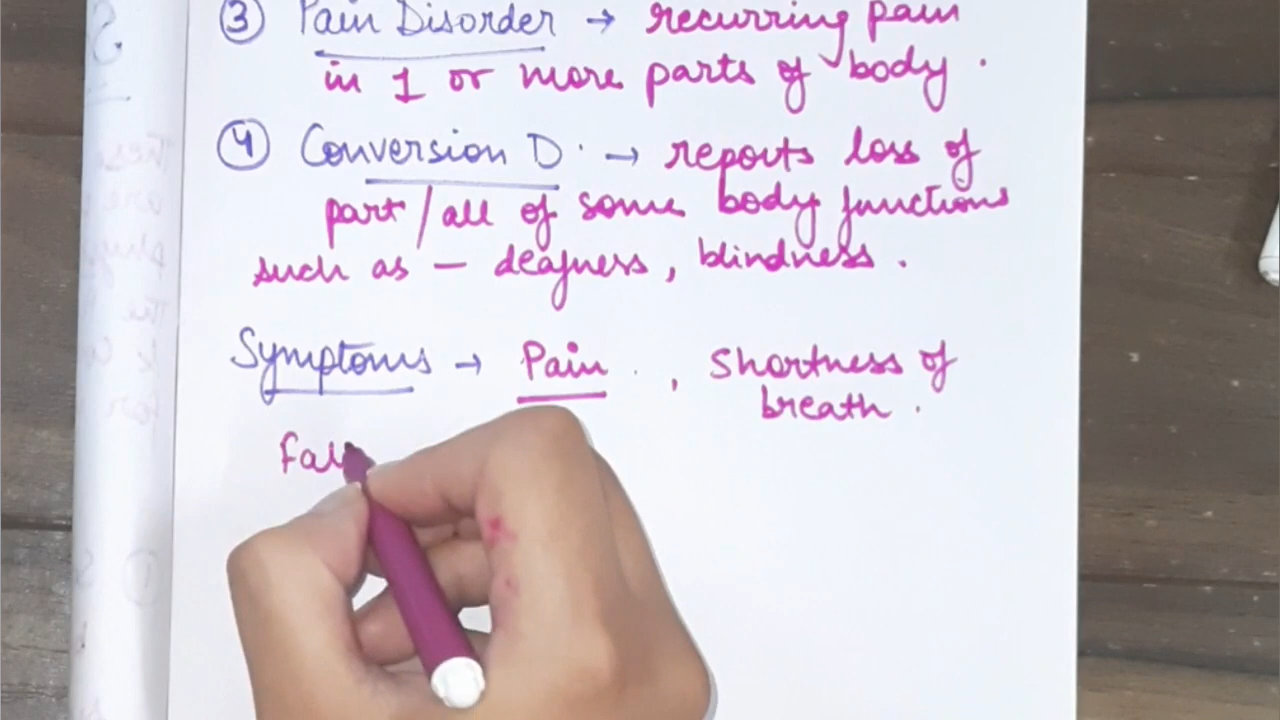 ③ Pain Disorder → recurring pain
in 1 or more parts of body .
④ Conversion D. → reports loss of
part/all of some body functions
such as – deafness, blindness .
Symptoms → Pain . , Shortness of
breath .